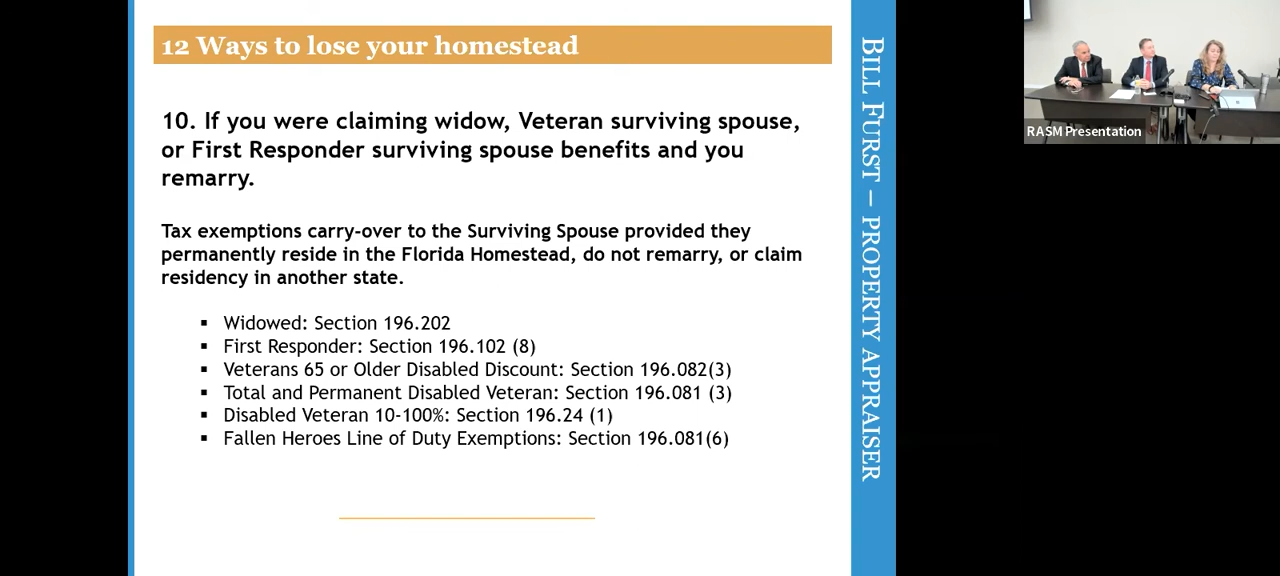 12 Ways to lose your homestead
10. If you were claiming widow, Veteran surviving spouse,
or First Responder surviving spouse benefits and you
remarry.
Tax exemptions carry-over to the Surviving Spouse provided they
permanently reside in the Florida Homestead, do not remarry, or claim
residency in another state.
▪ Widowed: Section 196.202
▪ First Responder: Section 196.102 (8)
▪ Veterans 65 or Older Disabled Discount: Section 196.082(3)
▪ Total and Permanent Disabled Veteran: Section 196.081 (3)
▪ Disabled Veteran 10-100%: Section 196.24 (1)
▪ Fallen Heroes Line of Duty Exemptions: Section 196.081(6)
BILL FURST – PROPERTY APPRAISER
RASM Presentation